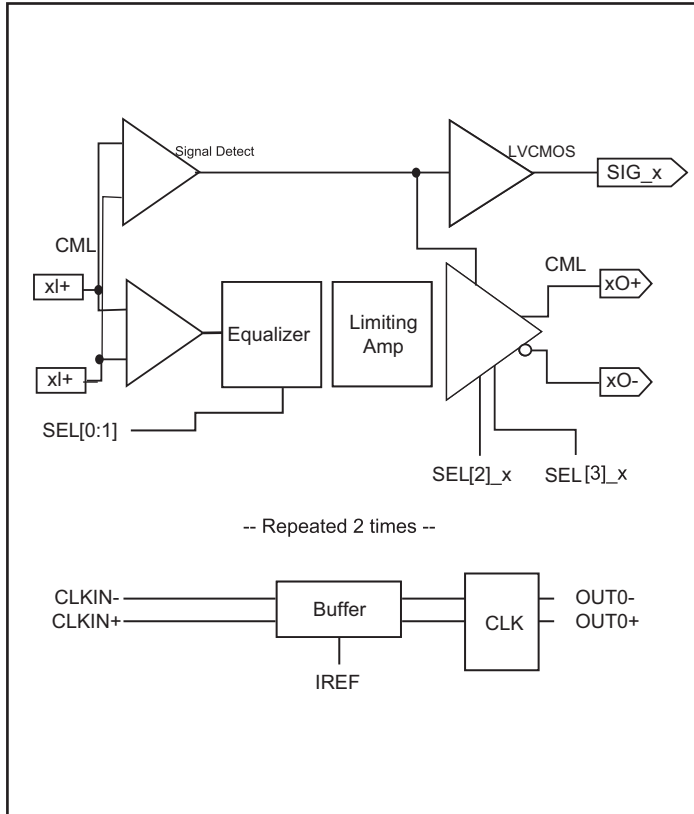 Signal Detect
LVCMOS
SIG_x
CML
CML
xI+
xO+
Equalizer
Limiting
Amp
xI+
xO-
SEL[0:1]
SEL[2]_x
SEL [3]_x
-- Repeated 2 times --
CLKIN-
CLKIN+
Buffer
CLK
OUT0-
OUT0+
IREF